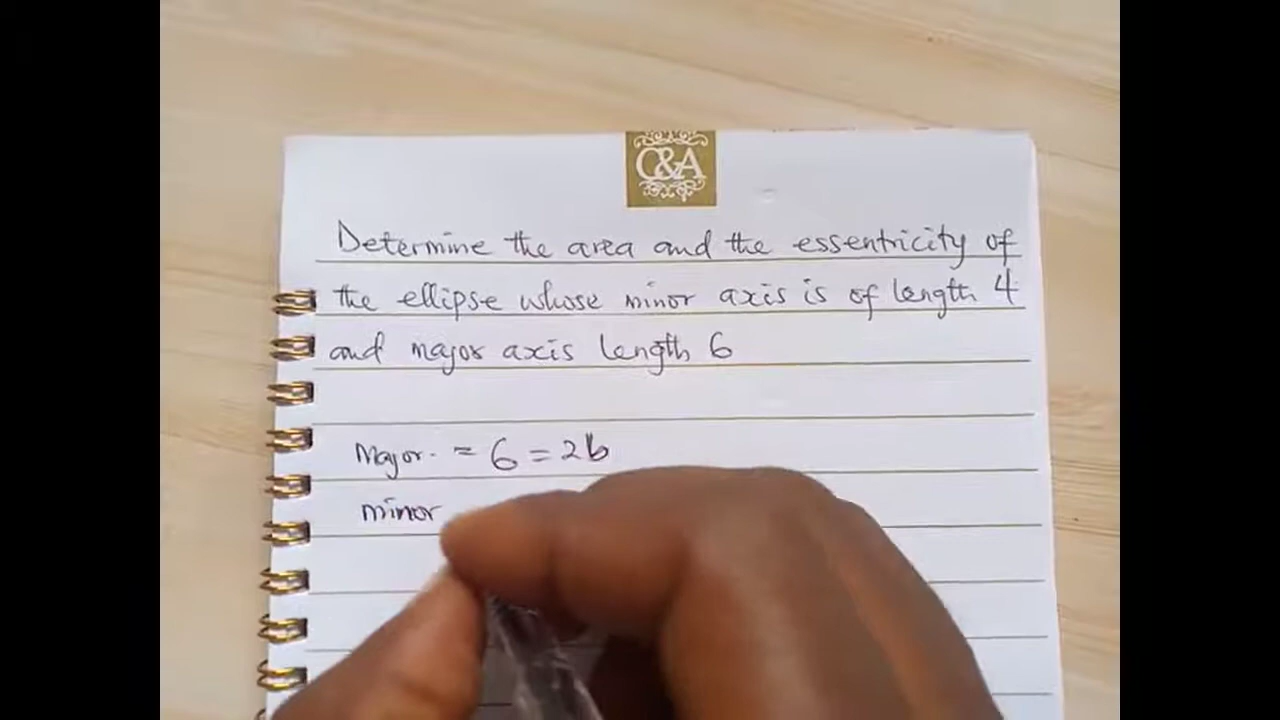 C&A
Determine the area and the essentricity of
the ellipse whose minor axis is of length 4
and major axis length 6
Major. = 6 = 2b
minor